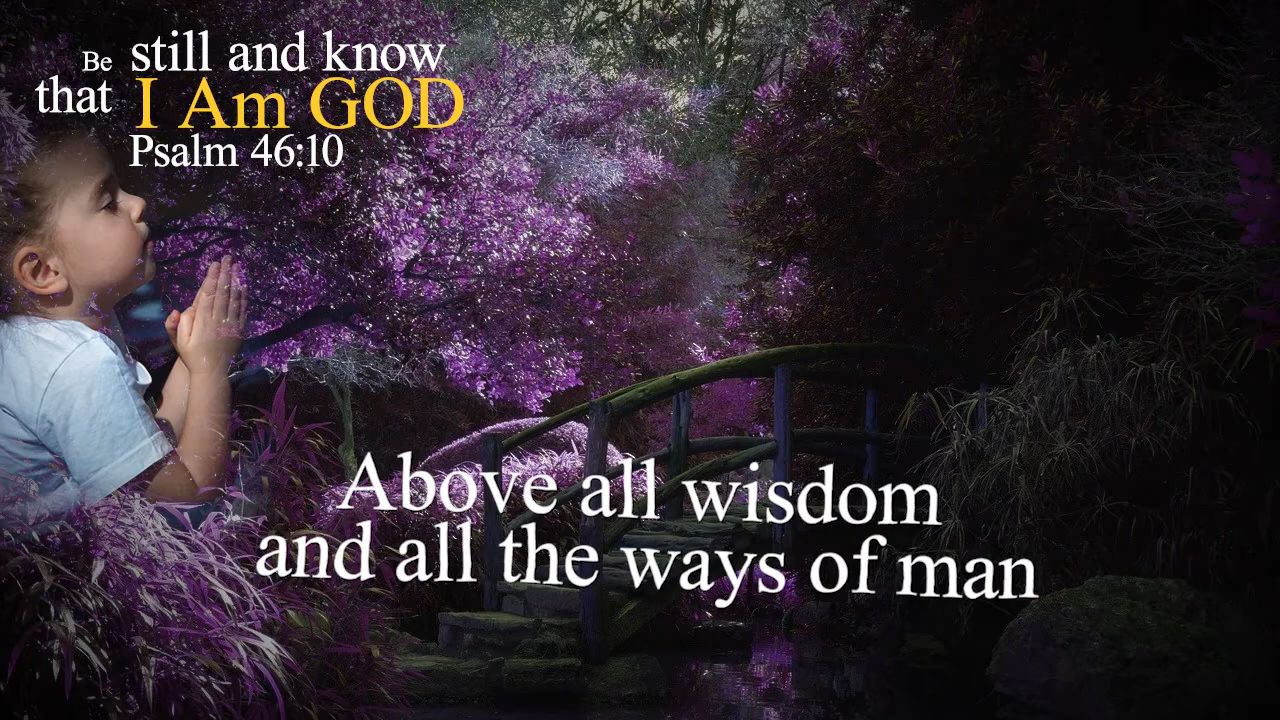 Be still and know
that I Am GOD
Psalm 46:10
Above all wisdom
and all the ways of man